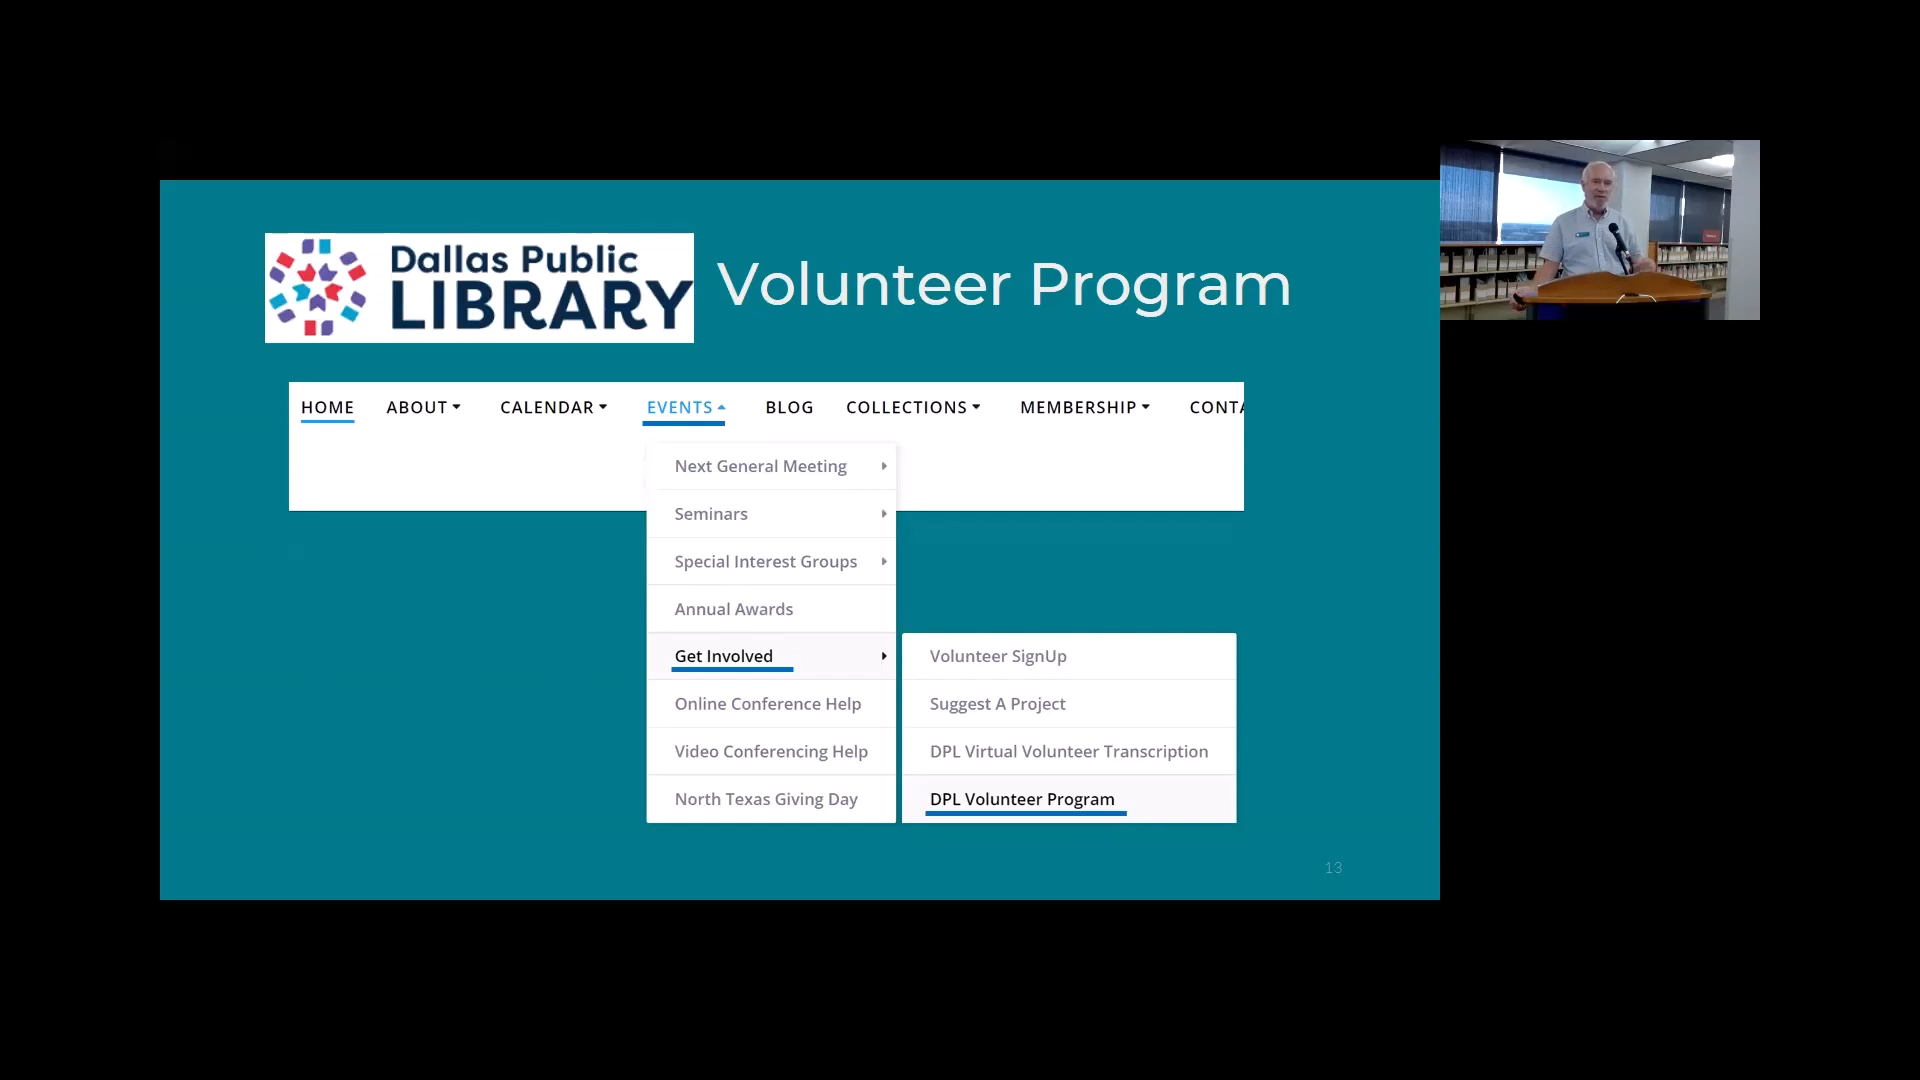 Dallas Public
LIBRARY
Volunteer Program
HOME ABOUT CALENDAR EVENTS BLOG COLLECTIONS MEMBERSHIP CONTA
Next General Meeting
Seminars
Special Interest Groups
Annual Awards
Get Involved
Online Conference Help
Video Conferencing Help
North Texas Giving Day
Volunteer SignUp
Suggest A Project
DPL Virtual Volunteer Transcription
DPL Volunteer Program
13